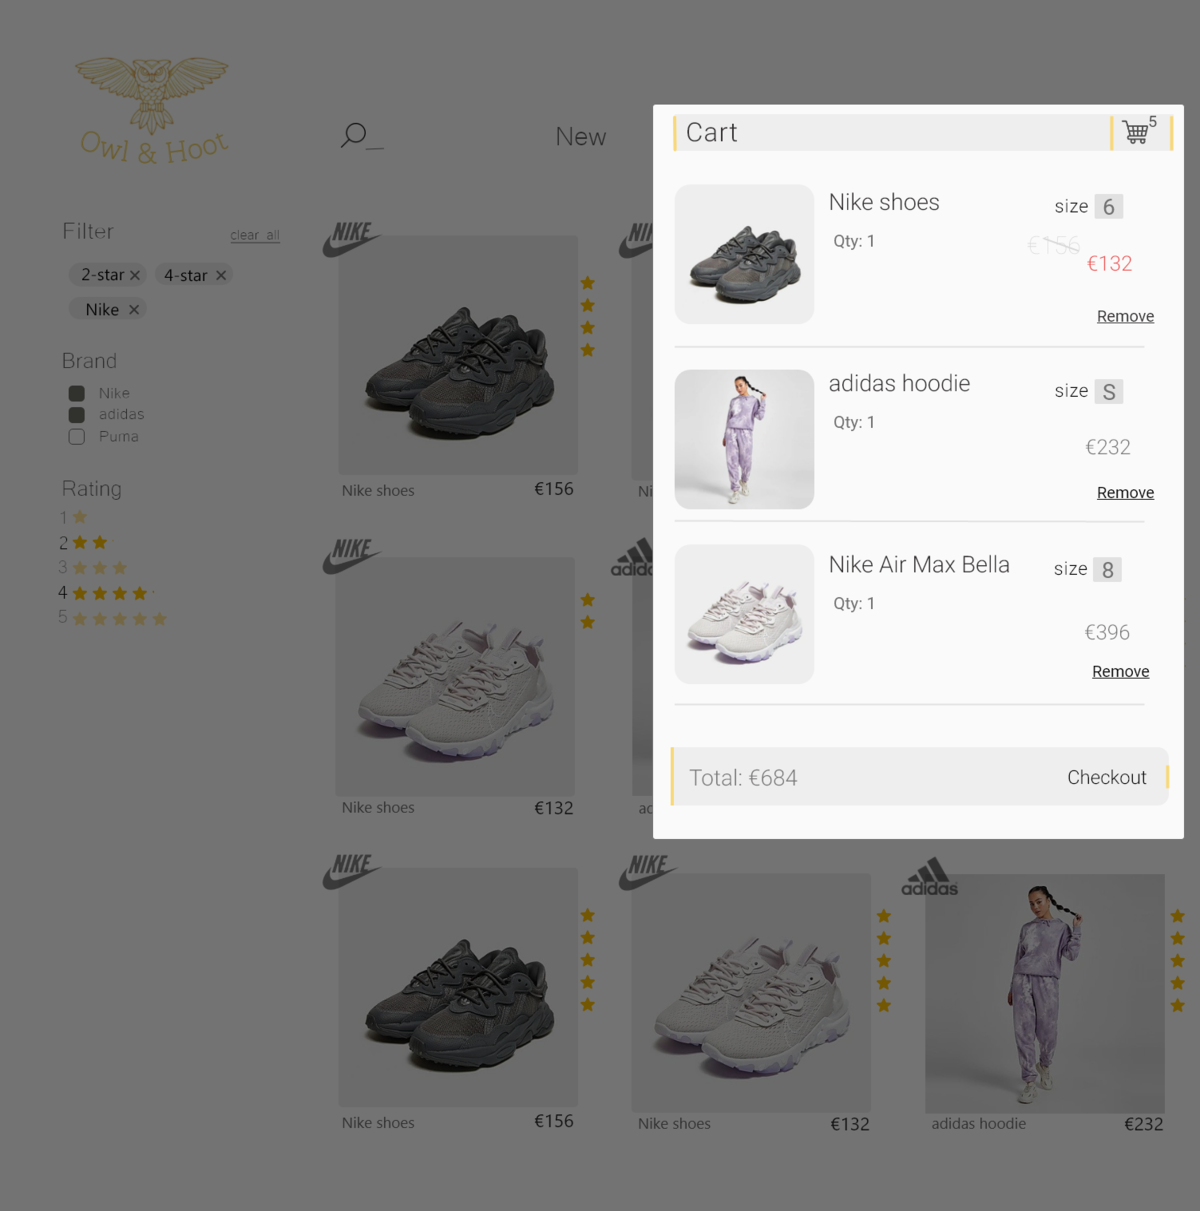 Owl & Hoot
New
Filter
clear all
2-star
4-star
Nike
Brand
Nike
adidas
Purna
Rating
1
2
3
4
5
NIKE
Nike shoes
€156
NIKE
Nike shoes
€132
NIKE
Nike shoes
€156
NIKE
Nike shoes
€132
adidas
adidas hoodie
€232
Cart
5
Nike shoes
size 6
Qty: 1
€156
€132
Remove
adidas hoodie
size S
Qty: 1
€232
Remove
Nike Air Max Bella
size 8
Qty: 1
€396
Remove
Total: €684
Checkout